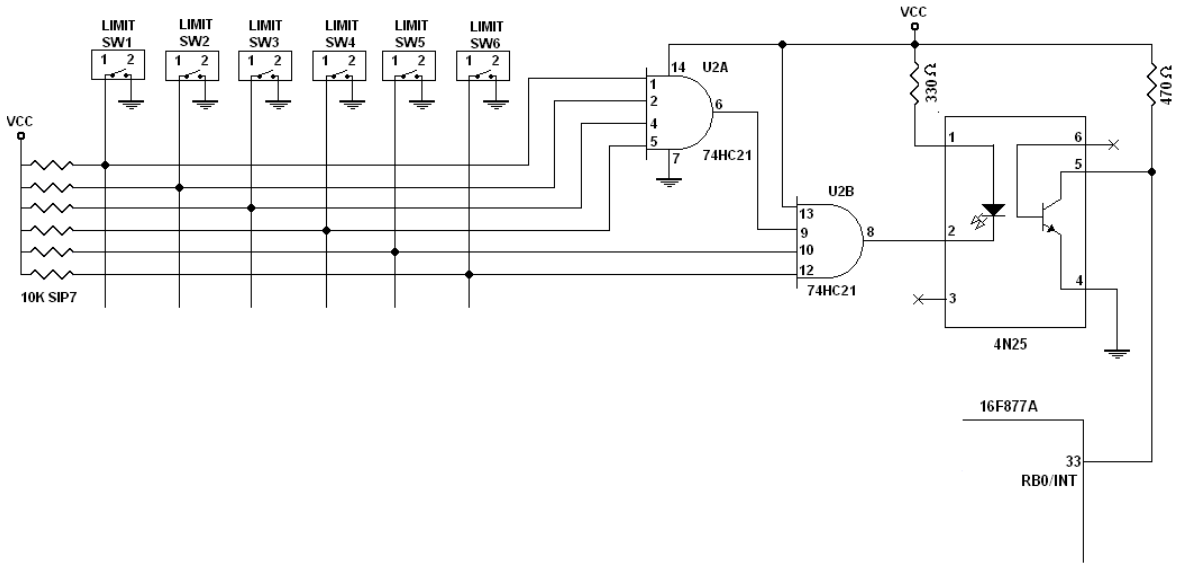 LIMIT SW1
LIMIT SW2
LIMIT SW3
LIMIT SW4
LIMIT SW5
LIMIT SW6
1 2
1 2
1 2
1 2
1 2
1 2
VCC
10K SIP7
14
U2A
1
2
4
5
6
7
74HC21
U2B
13
9
10
12
8
74HC21
VCC
330 Ω
470 Ω
1
2
3
6
5
4
4N25
16F877A
33
RB0/INT